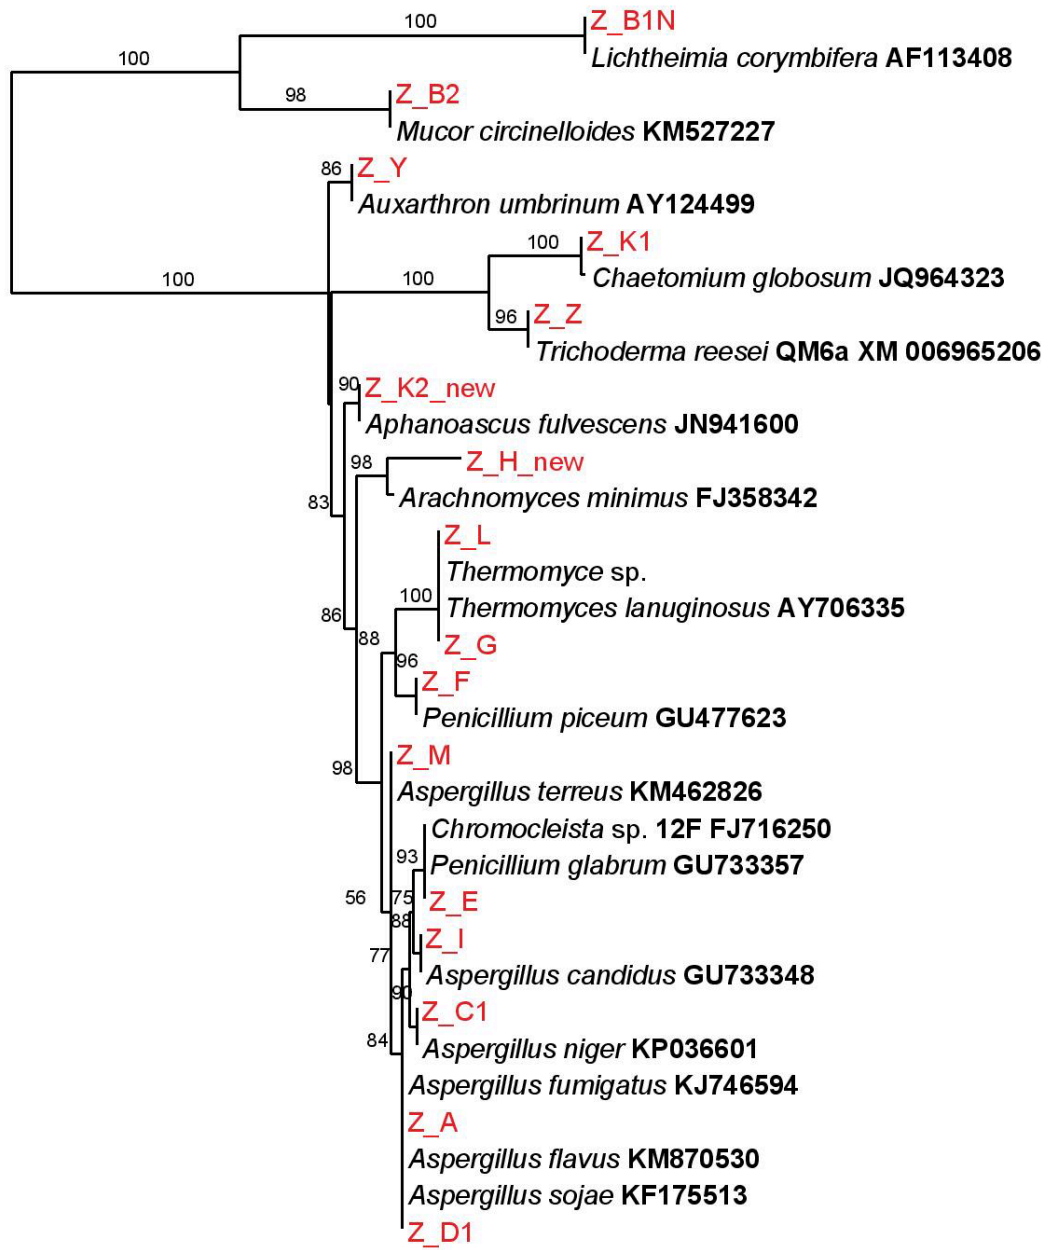 100
Z_B1N
Lichtheimia corymbifera AF113408
100
98
Z_B2
Mucor circinelloides KM527227
86
Z_Y
Auxarthron umbrinum AY124499
100
Z_K1
Chaetomium globosum JQ964323
100
100
96
Z_Z
Trichoderma reesei QM6a XM 006965206
90
Z_K2_new
Aphanoascus fulvescens JN941600
98
Z_H_new
Arachnomyces minimus FJ358342
83
Z_L
Thermomyce sp.
100
Thermomyces lanuginosus AY706335
86
88
Z_G
96
Z_F
Penicillium piceum GU477623
98
Z_M
Aspergillus terreus KM462826
Chromocleista sp. 12F FJ716250
93
Penicillium glabrum GU733357
56
75
Z_E
88
77
Z_I
Aspergillus candidus GU733348
90
Z_C1
84
Aspergillus niger KP036601
Aspergillus fumigatus KJ746594
Z_A
Aspergillus flavus KM870530
Aspergillus sojae KF175513
Z_D1